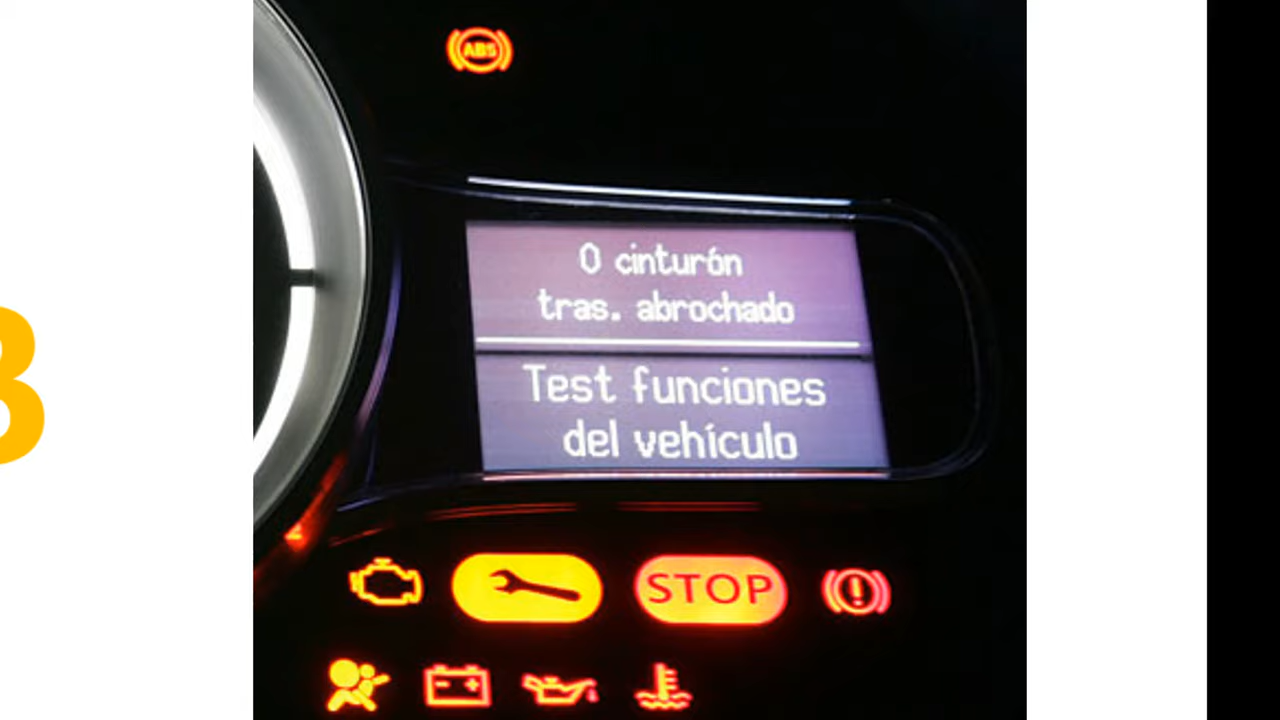 ABS
0 cinturón
tras. abrochado
Test funciones
del vehículo
STOP